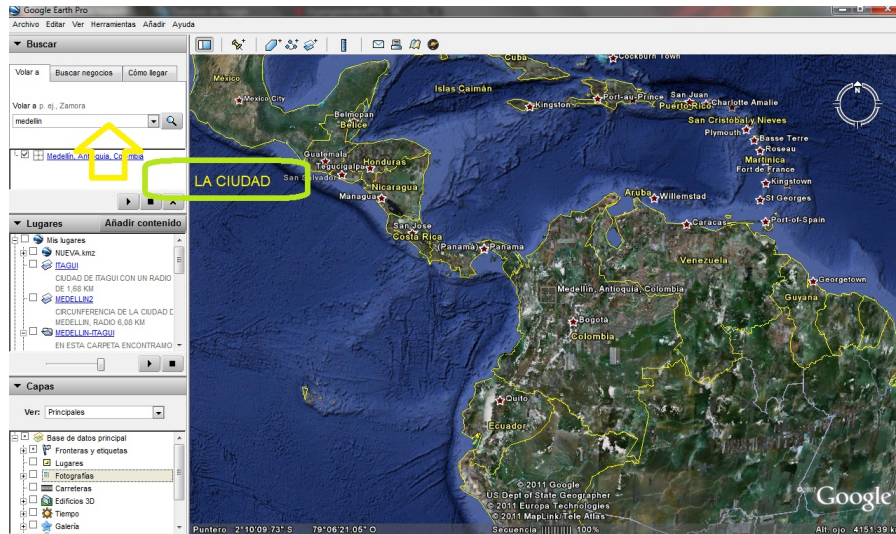 Google Earth Pro
Archivo Editar Ver Herramientas Añadir Ayuda
Buscar
Volar a
Buscar negocios
Cómo llegar
Volar a p. ej., Zamora
medellin
Medellín, Antioquia, Colombia
LA CIUDAD
Lugares
Añadir contenido
Mis lugares
NUEVA.kmz
ITAGUI
CIUDAD DE ITAGUI CON UN RADIO
DE 1,68 KM
MEDELLIN2
CIRCUNFERENCIA DE LA CIUDAD D
MEDELLIN, RADIO 6,08 KM
MEDELLIN-ITAGUI
EN ESTA CARPETA ENCONTRAMO
Capas
Ver: Principales
Base de datos principal
Fronteras y etiquetas
Lugares
Fotografías
Carreteras
Edificios 3D
Tiempo
Galería
Cuba
Cockburn Town
México
Mexico City
Islas Caimán
Kingston
Port-au-Prince
San Juan
Puerto Rico
Charlotte Amalie
San Cristóbal y Nieves
Belmopan
Belice
Plymouth
Basse Terre
Roseau
Martinica
Fort de France
Guatemala
Honduras
Tegucigalpa
San Salvador
Kingstown
Nicaragua
Managua
Aruba
Willemstad
St Georges
Caracas
Port-of-Spain
San José
Costa Rica
(Panamá)
Panama
Venezuela
Georgetown
Guyana
Medellín, Antioquia, Colombia
Bogotá
Colombia
Quito
Ecuador
N
© 2011 Google
US Dept of State Geographer
© 2011 Europa Technologies
© 2011 MapLink/Tele Atlas
Google
Puntero 2°10'09.73" S 79°06'21.05" O
Secuencia |||||||||| 100%
Alt. ojo 4151.39 k